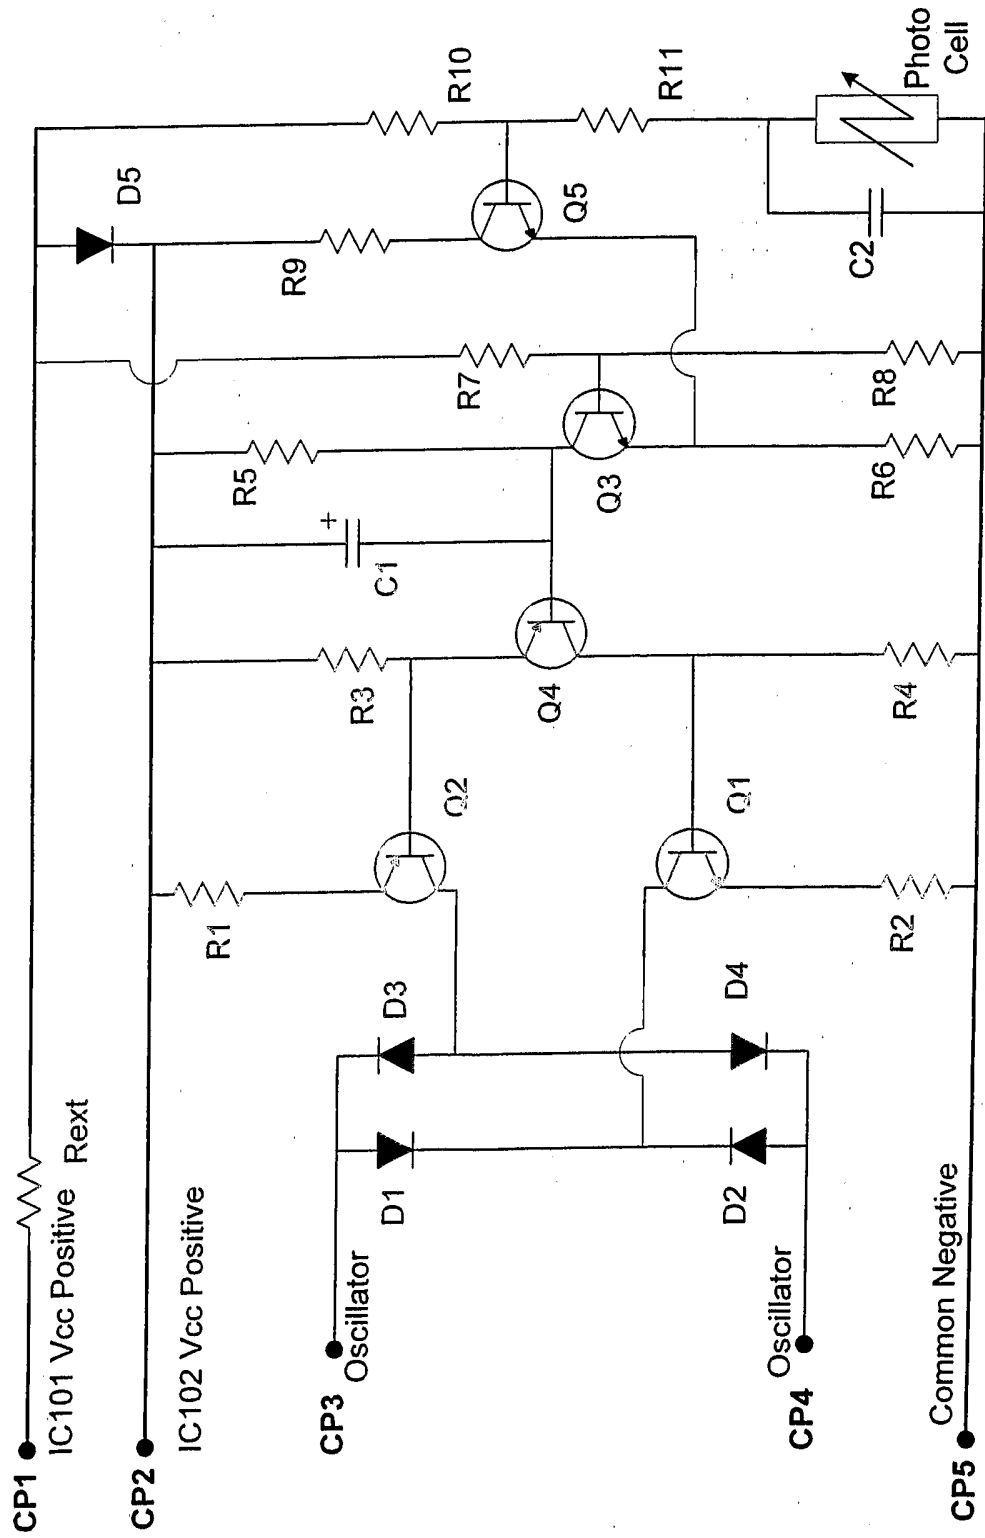 CP1
IC101 Vcc Positive
Rext
CP2
IC102 Vcc Positive
CP3
Oscillator
CP4
Oscillator
CP5
Common Negative
D1
D2
D3
D4
R1
Q2
Q1
R2
R3
Q4
R4
C1
R5
Q3
R6
R7
R8
D5
R9
Q5
C2
R10
R11
Photo
Cell
+